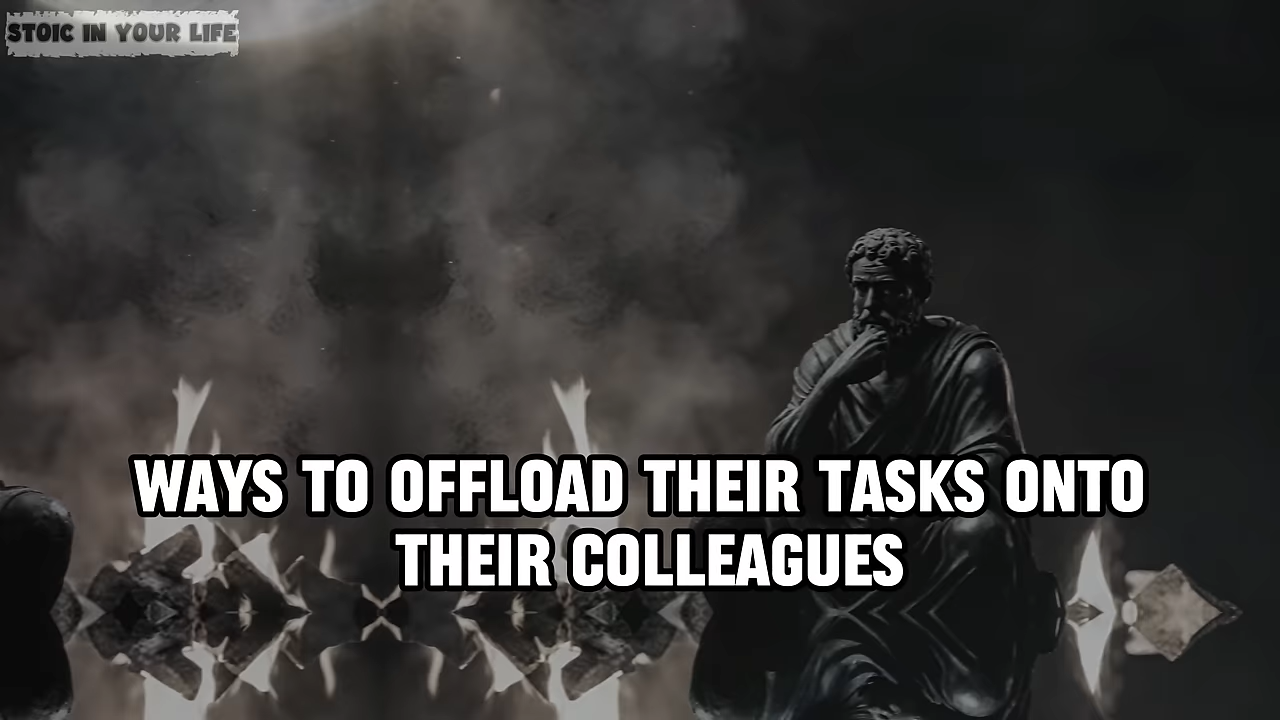 STOIC IN YOUR LIFE
WAYS TO OFFLOAD THEIR TASKS ONTO
THEIR COLLEAGUES